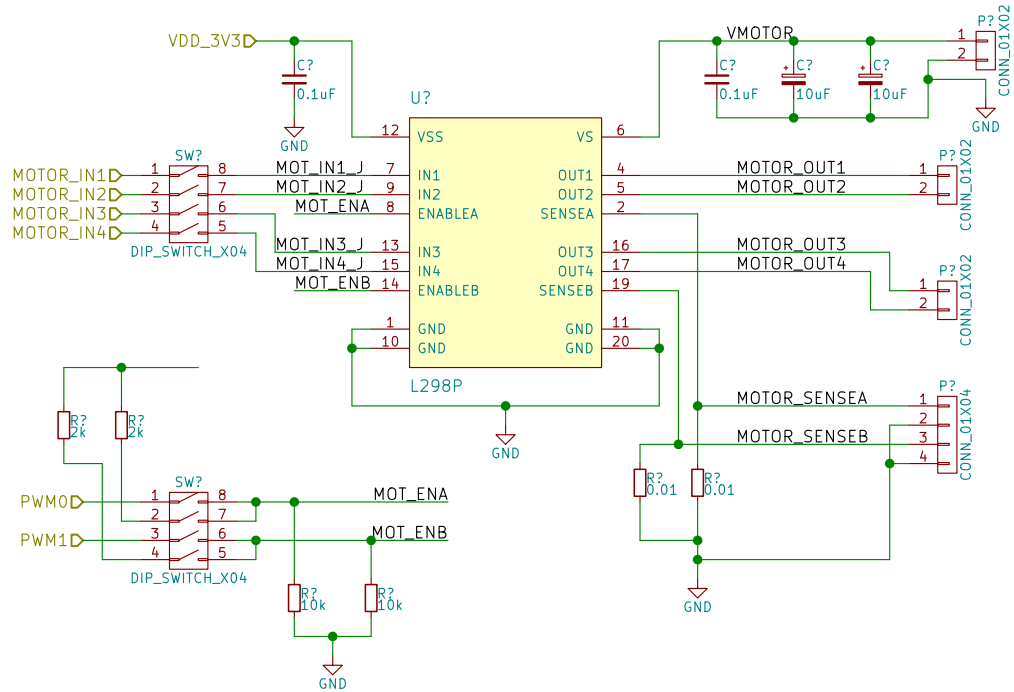 VDD_3V3
C?
0.1uF
GND
VMOTOR
C?
0.1uF
C?
10uF
C?
10uF
P?
1
2
CONN_01X02
GND
U?
12 VSS
VS 6
SW?
MOTOR_IN1 1 8 MOT_IN1_J 7 IN1
MOTOR_IN2 2 7 MOT_IN2_J 9 IN2
MOTOR_IN3 3 6 MOT_ENA 8 ENABLEA
MOTOR_IN4 4 5
DIP_SWITCH_X04
MOT_IN3_J 13 IN3
MOT_IN4_J 15 IN4
MOT_ENB 14 ENABLEB
1 GND
10 GND
OUT1 4 MOTOR_OUT1 1
OUT2 5 MOTOR_OUT2 2
SENSEA 2
P?
CONN_01X02
OUT3 16 MOTOR_OUT3
OUT4 17 MOTOR_OUT4
SENSEB 19
P?
1
2
CONN_01X02
GND 11
GND 20
L298P
GND
P?
MOTOR_SENSEA 1
2
MOTOR_SENSEB 3
4
CONN_01X04
R?
0.01
R?
0.01
GND
R?
2k
R?
2k
SW?
PWM0 1 8 MOT_ENA
2 7
PWM1 3 6 MOT_ENB
4 5
DIP_SWITCH_X04
R?
10k
R?
10k
GND